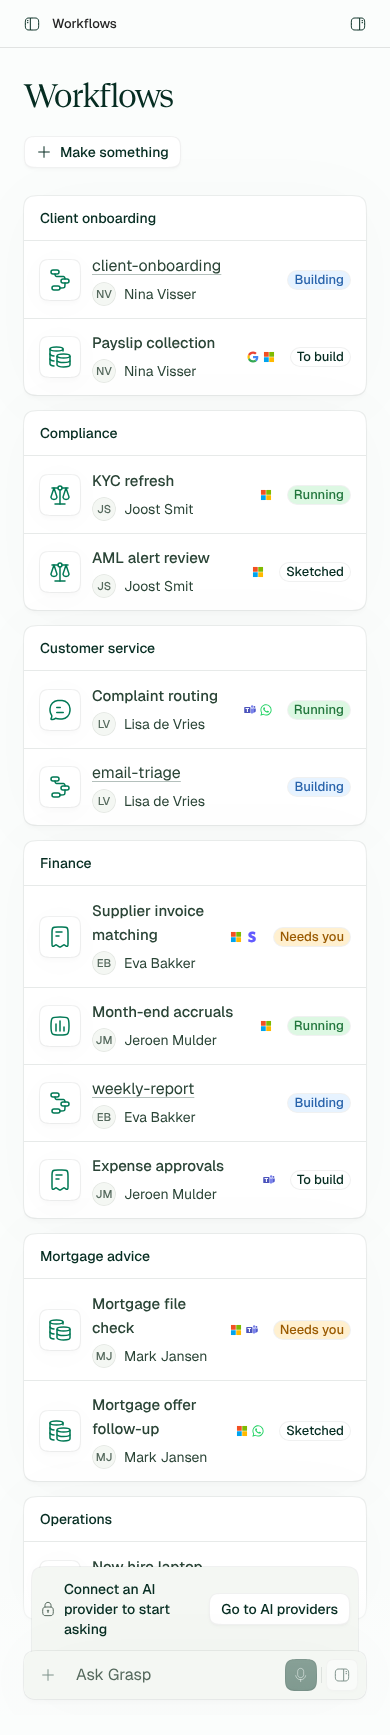 Workflows
Workflows
Make something
Client onboarding
client-onboarding
Building
NV Nina Visser
Payslip collection
To build
NV Nina Visser
Compliance
KYC refresh
Running
JS Joost Smit
AML alert review
Sketched
JS Joost Smit
Customer service
Complaint routing
Running
LV Lisa de Vries
email-triage
Building
LV Lisa de Vries
Finance
Supplier invoice
matching
Needs you
EB Eva Bakker
Month-end accruals
Running
JM Jeroen Mulder
weekly-report
Building
EB Eva Bakker
Expense approvals
To build
JM Jeroen Mulder
Mortgage advice
Mortgage file
check
Needs you
MJ Mark Jansen
Mortgage offer
follow-up
Sketched
MJ Mark Jansen
Operations
New hire laptop
Connect an AI
provider to start
asking
Go to AI providers
Ask Grasp